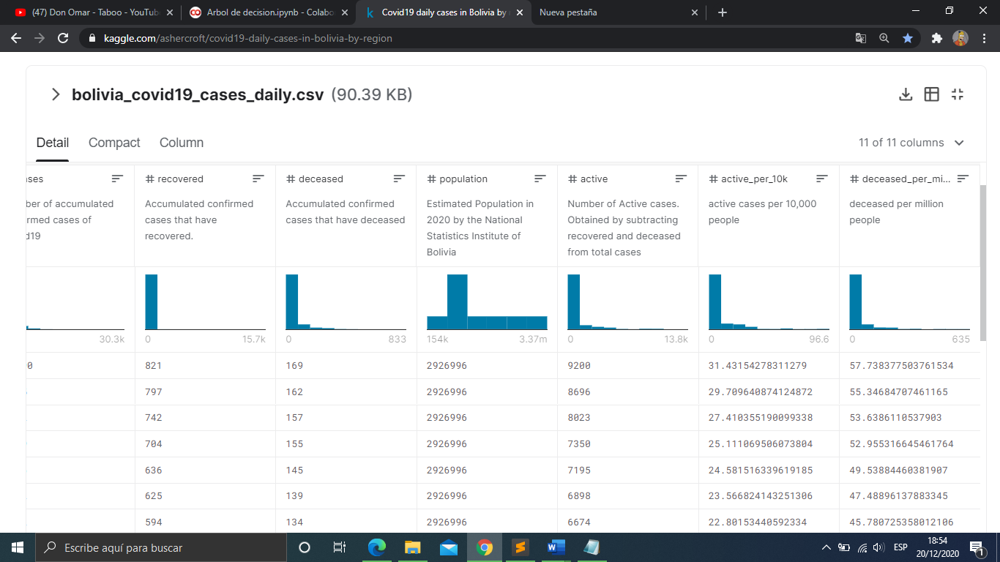 (47) Don Omar - Taboo - YouTub
Arbol de decision.ipynb - Colabo
Covid19 daily cases in Bolivia by r
Nueva pestaña
kaggle.com/ashercroft/covid19-daily-cases-in-bolivia-by-region
bolivia_covid19_cases_daily.csv (90.39 KB)
Detail Compact Column 11 of 11 columns
ases # recovered # deceased # population # active # active_per_10k # deceased_per_mi...
ber of accumulated Accumulated confirmed Accumulated confirmed Estimated Population in Number of Active cases. active cases per 10,000 deceased per million
rmed cases of cases that have cases that have deceased 2020 by the National Obtained by subtracting people people
d19 recovered. Statistics Institute of recovered and deceased
Bolivia from total cases
30.3k 0 15.7k 0 833 154k 3.37m 0 13.8k 0 96.6 0 635
0 821 169 2926996 9200 31.43154278311279 57.738377503761534
797 162 2926996 8696 29.709640874124872 55.34684707461165
742 157 2926996 8023 27.410355190099338 53.6386110537903
704 155 2926996 7350 25.111069506073804 52.955316645461764
636 145 2926996 7195 24.581516339619185 49.53884460381907
625 139 2926996 6898 23.566824143251306 47.48896137883345
594 134 2926996 6674 22.80153440592334 45.780725358012106
Escribe aquí para buscar
ESP
18:54
20/12/2020
1